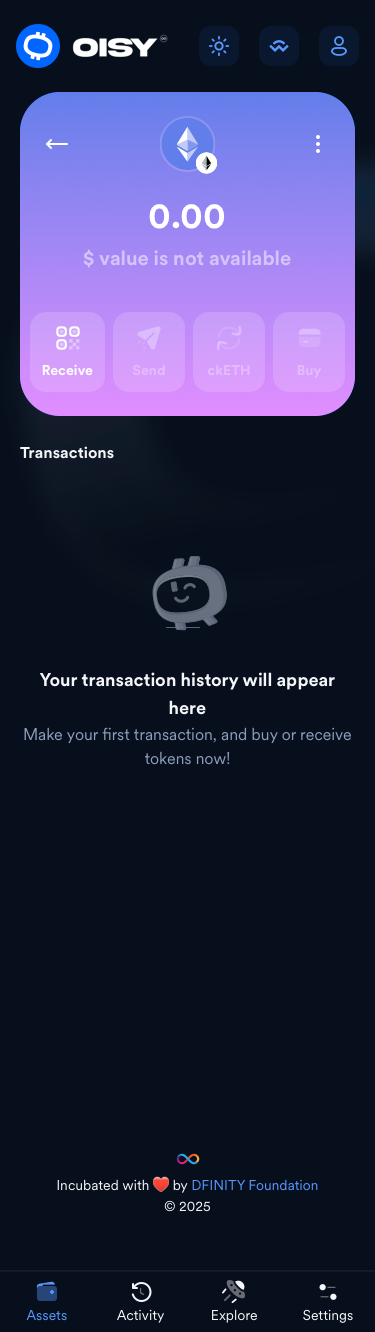 OISY
0.00
$ value is not available
Receive
Send
ckETH
Buy
Transactions
Your transaction history will appear
here
Make your first transaction, and buy or receive
tokens now!
Incubated with ❤️ by DFINITY Foundation
© 2025
Assets
Activity
Explore
Settings